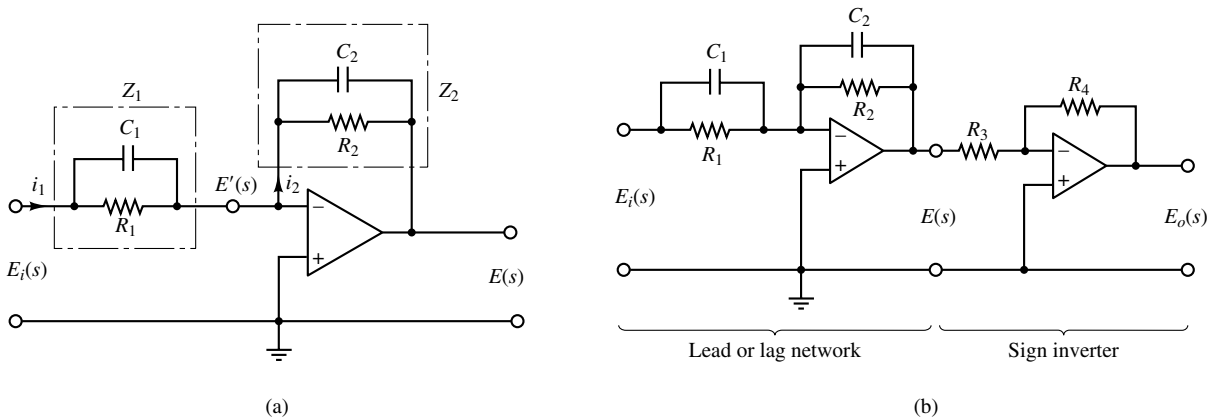 C₂
Z₁
Z₂
C₁
R₂
i₁
E′(s)
i₂
−
R₁
+
Eᵢ(s)
E(s)
(a)
C₂
C₁
R₄
R₂
R₃
R₁
−
−
+
+
Eᵢ(s)
E(s)
Eₒ(s)
Lead or lag network
Sign inverter
(b)